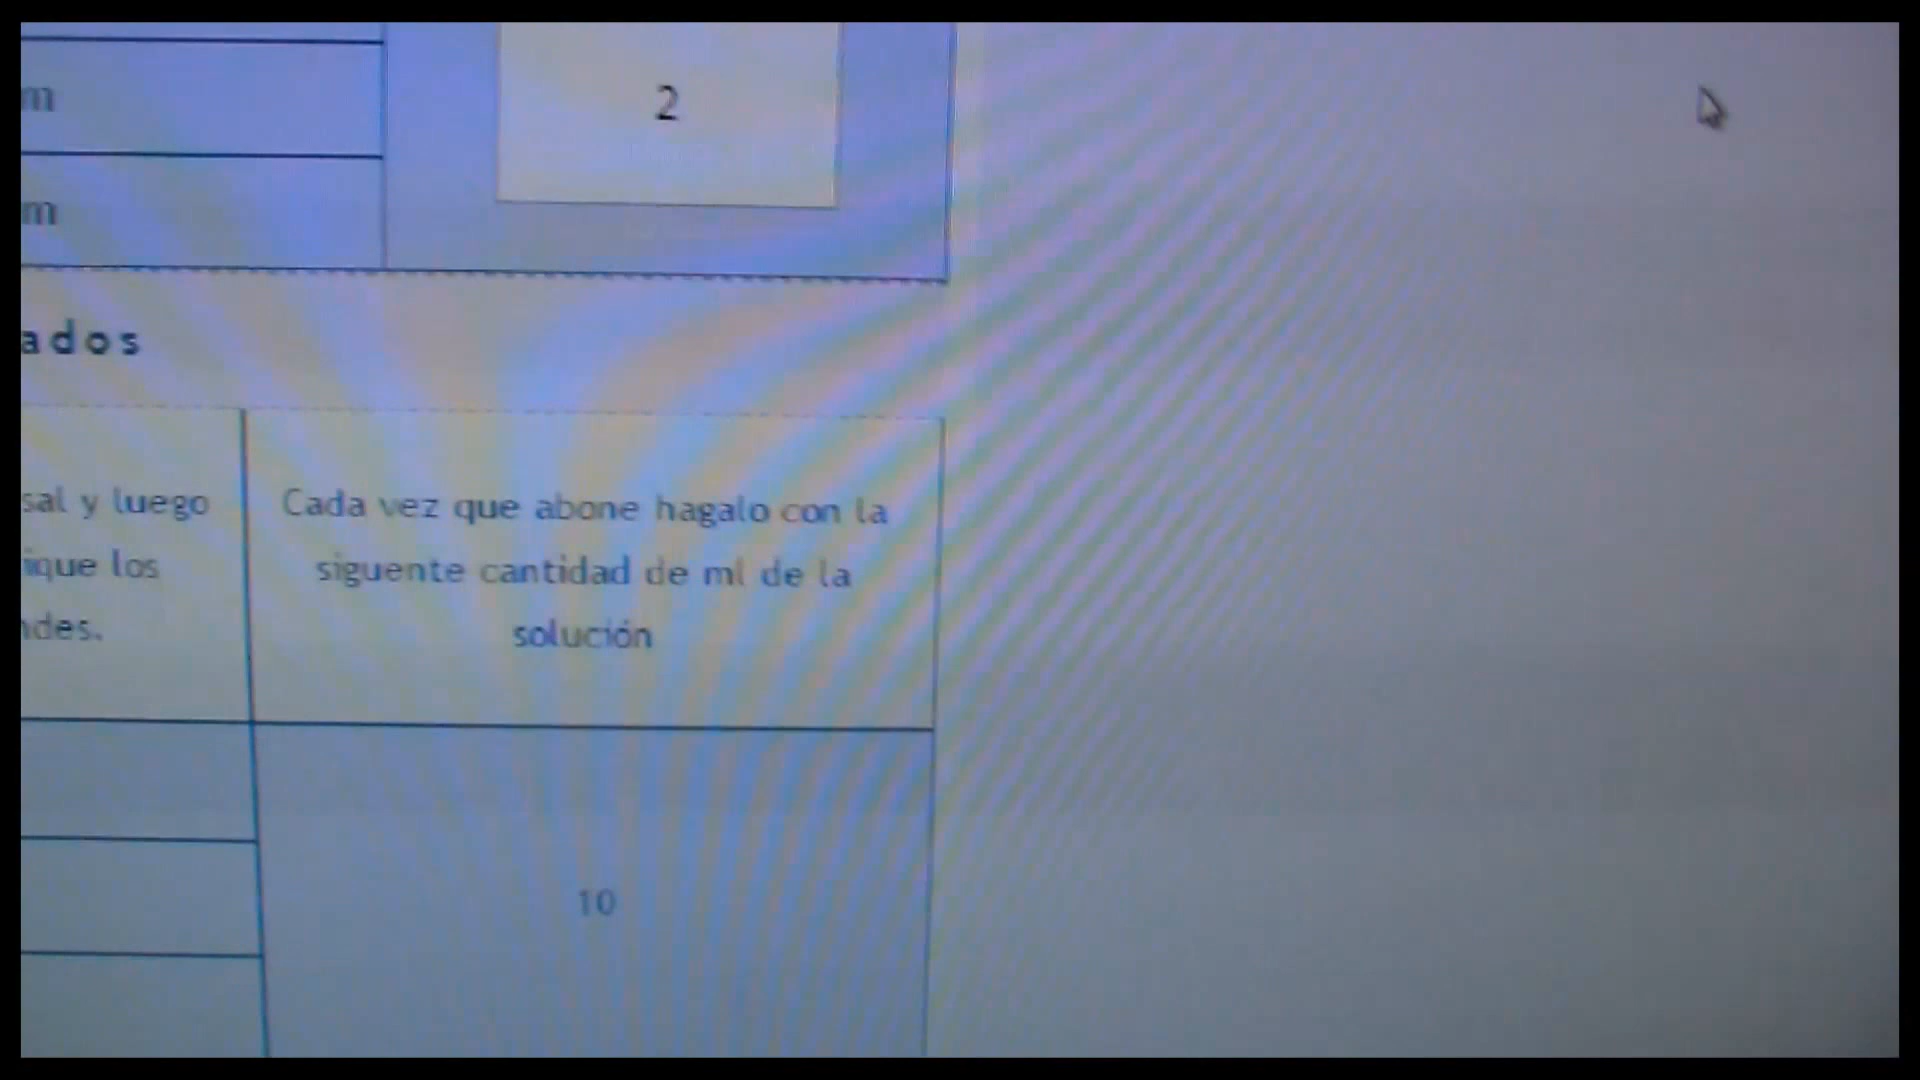 m
2
m
ados
sal y luego
ique los
ndes.
Cada vez que abone hagalo con la
siguente cantidad de ml de la
solución
10